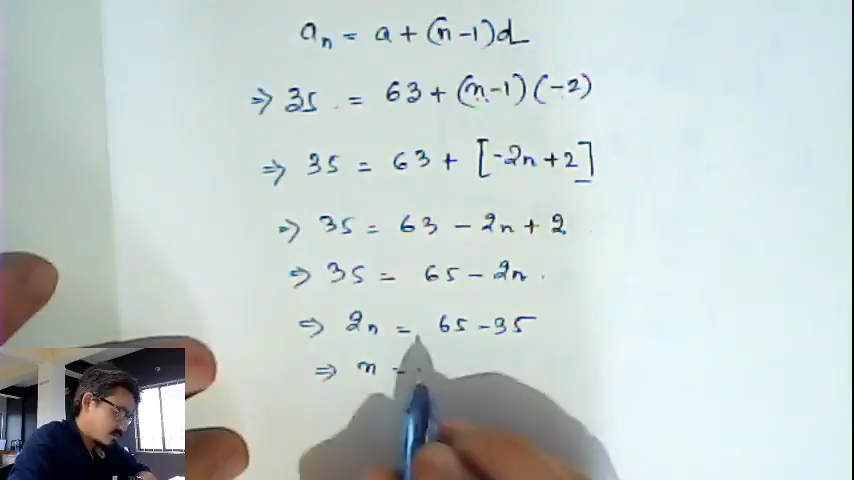 aₙ = a + (n-1)d
⇒ 35 = 63 + (n-1)(-2)
⇒ 35 = 63 + [-2n+2]
⇒ 35 = 63 - 2n + 2
⇒ 35 = 65 - 2n
⇒ 2n = 65 - 35
⇒ n =